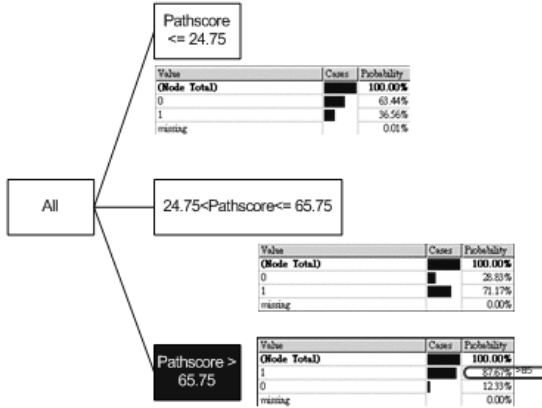 Pathscore
<= 24.75
Value Cases Probability
(Node Total) 100.00%
0 63.44%
1 36.56%
missing 0.01%
All
24.75<Pathscore<= 65.75
Value Cases Probability
(Node Total) 100.00%
0 28.83%
1 71.17%
missing 0.00%
Pathscore >
65.75
Value Cases Probability
(Node Total) 100.00%
1 87.67% >85
0 12.33%
missing 0.00%